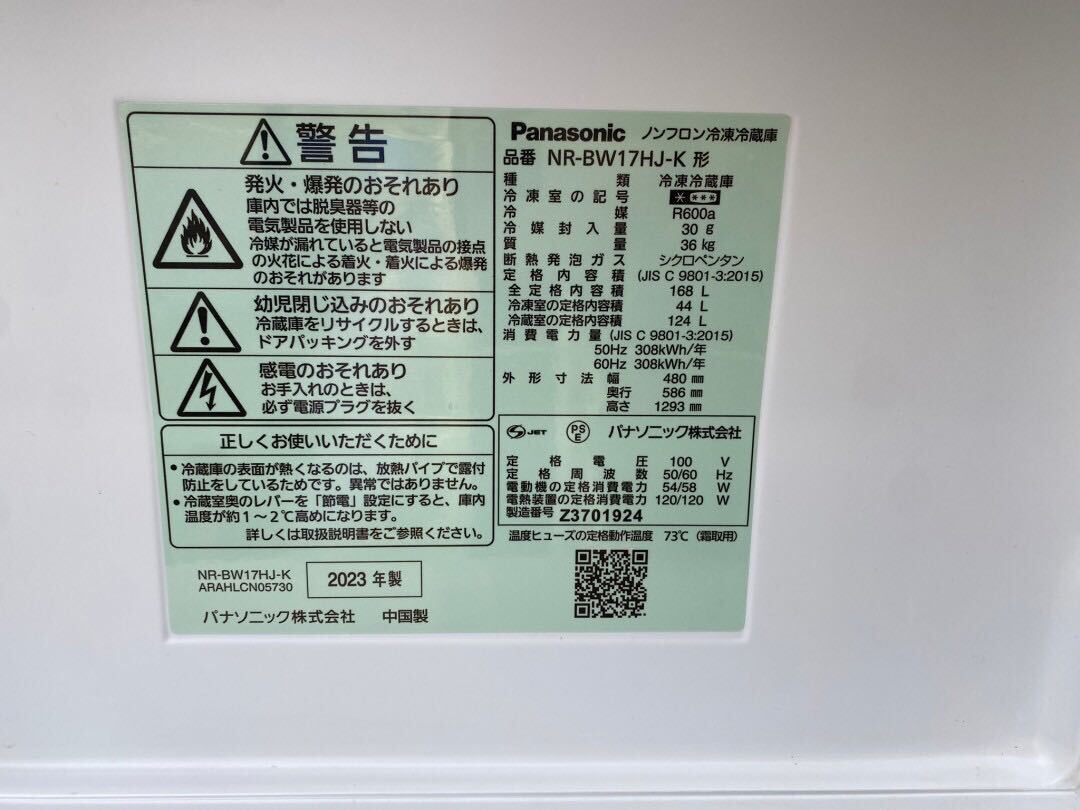 警告
発火・爆発のおそれあり
庫内では脱臭器等の
電気製品を使用しない
冷媒が漏れていると電気製品の接点
の火花による着火・着火による爆発
のおそれがあります
幼児閉じ込みのおそれあり
冷蔵庫をリサイクルするときは、
ドアパッキングを外す
感電のおそれあり
お手入れのときは、
必ず電源プラグを抜く
正しくお使いいただくために
・冷蔵庫の表面が熱くなるのは、放熱パイプで露付
防止をしているためです。異常ではありません。
・冷蔵室奥のレバーを「節電」設定にすると、庫内
温度が約1〜2℃高めになります。
詳しくは取扱説明書をご参照ください。
NR-BW17HJ-K
ARAHLCN05730
2023 年製
パナソニック株式会社 中国製
Panasonic ノンフロン冷凍冷蔵庫
品番 NR-BW17HJ-K 形
種類 冷凍冷蔵庫
冷凍室の記号 * ***
冷媒 R600a
冷媒封入量 30 g
質量 36 kg
断熱発泡ガス シクロペンタン
定格内容積 (JIS C 9801-3:2015)
全定格内容積 168 L
冷凍室の定格内容積 44 L
冷蔵室の定格内容積 124 L
消費電力量 (JIS C 9801-3:2015)
50Hz 308kWh/年
60Hz 308kWh/年
外形寸法 幅 480 mm
奥行 586 mm
高さ 1293 mm
S JET PS E パナソニック株式会社
定格電圧 100 V
定格周波数 50/60 Hz
電動機の定格消費電力 54/58 W
電熱装置の定格消費電力 120/120 W
製造番号 Z3701924
温度ヒューズの定格動作温度 73℃（霜取用）